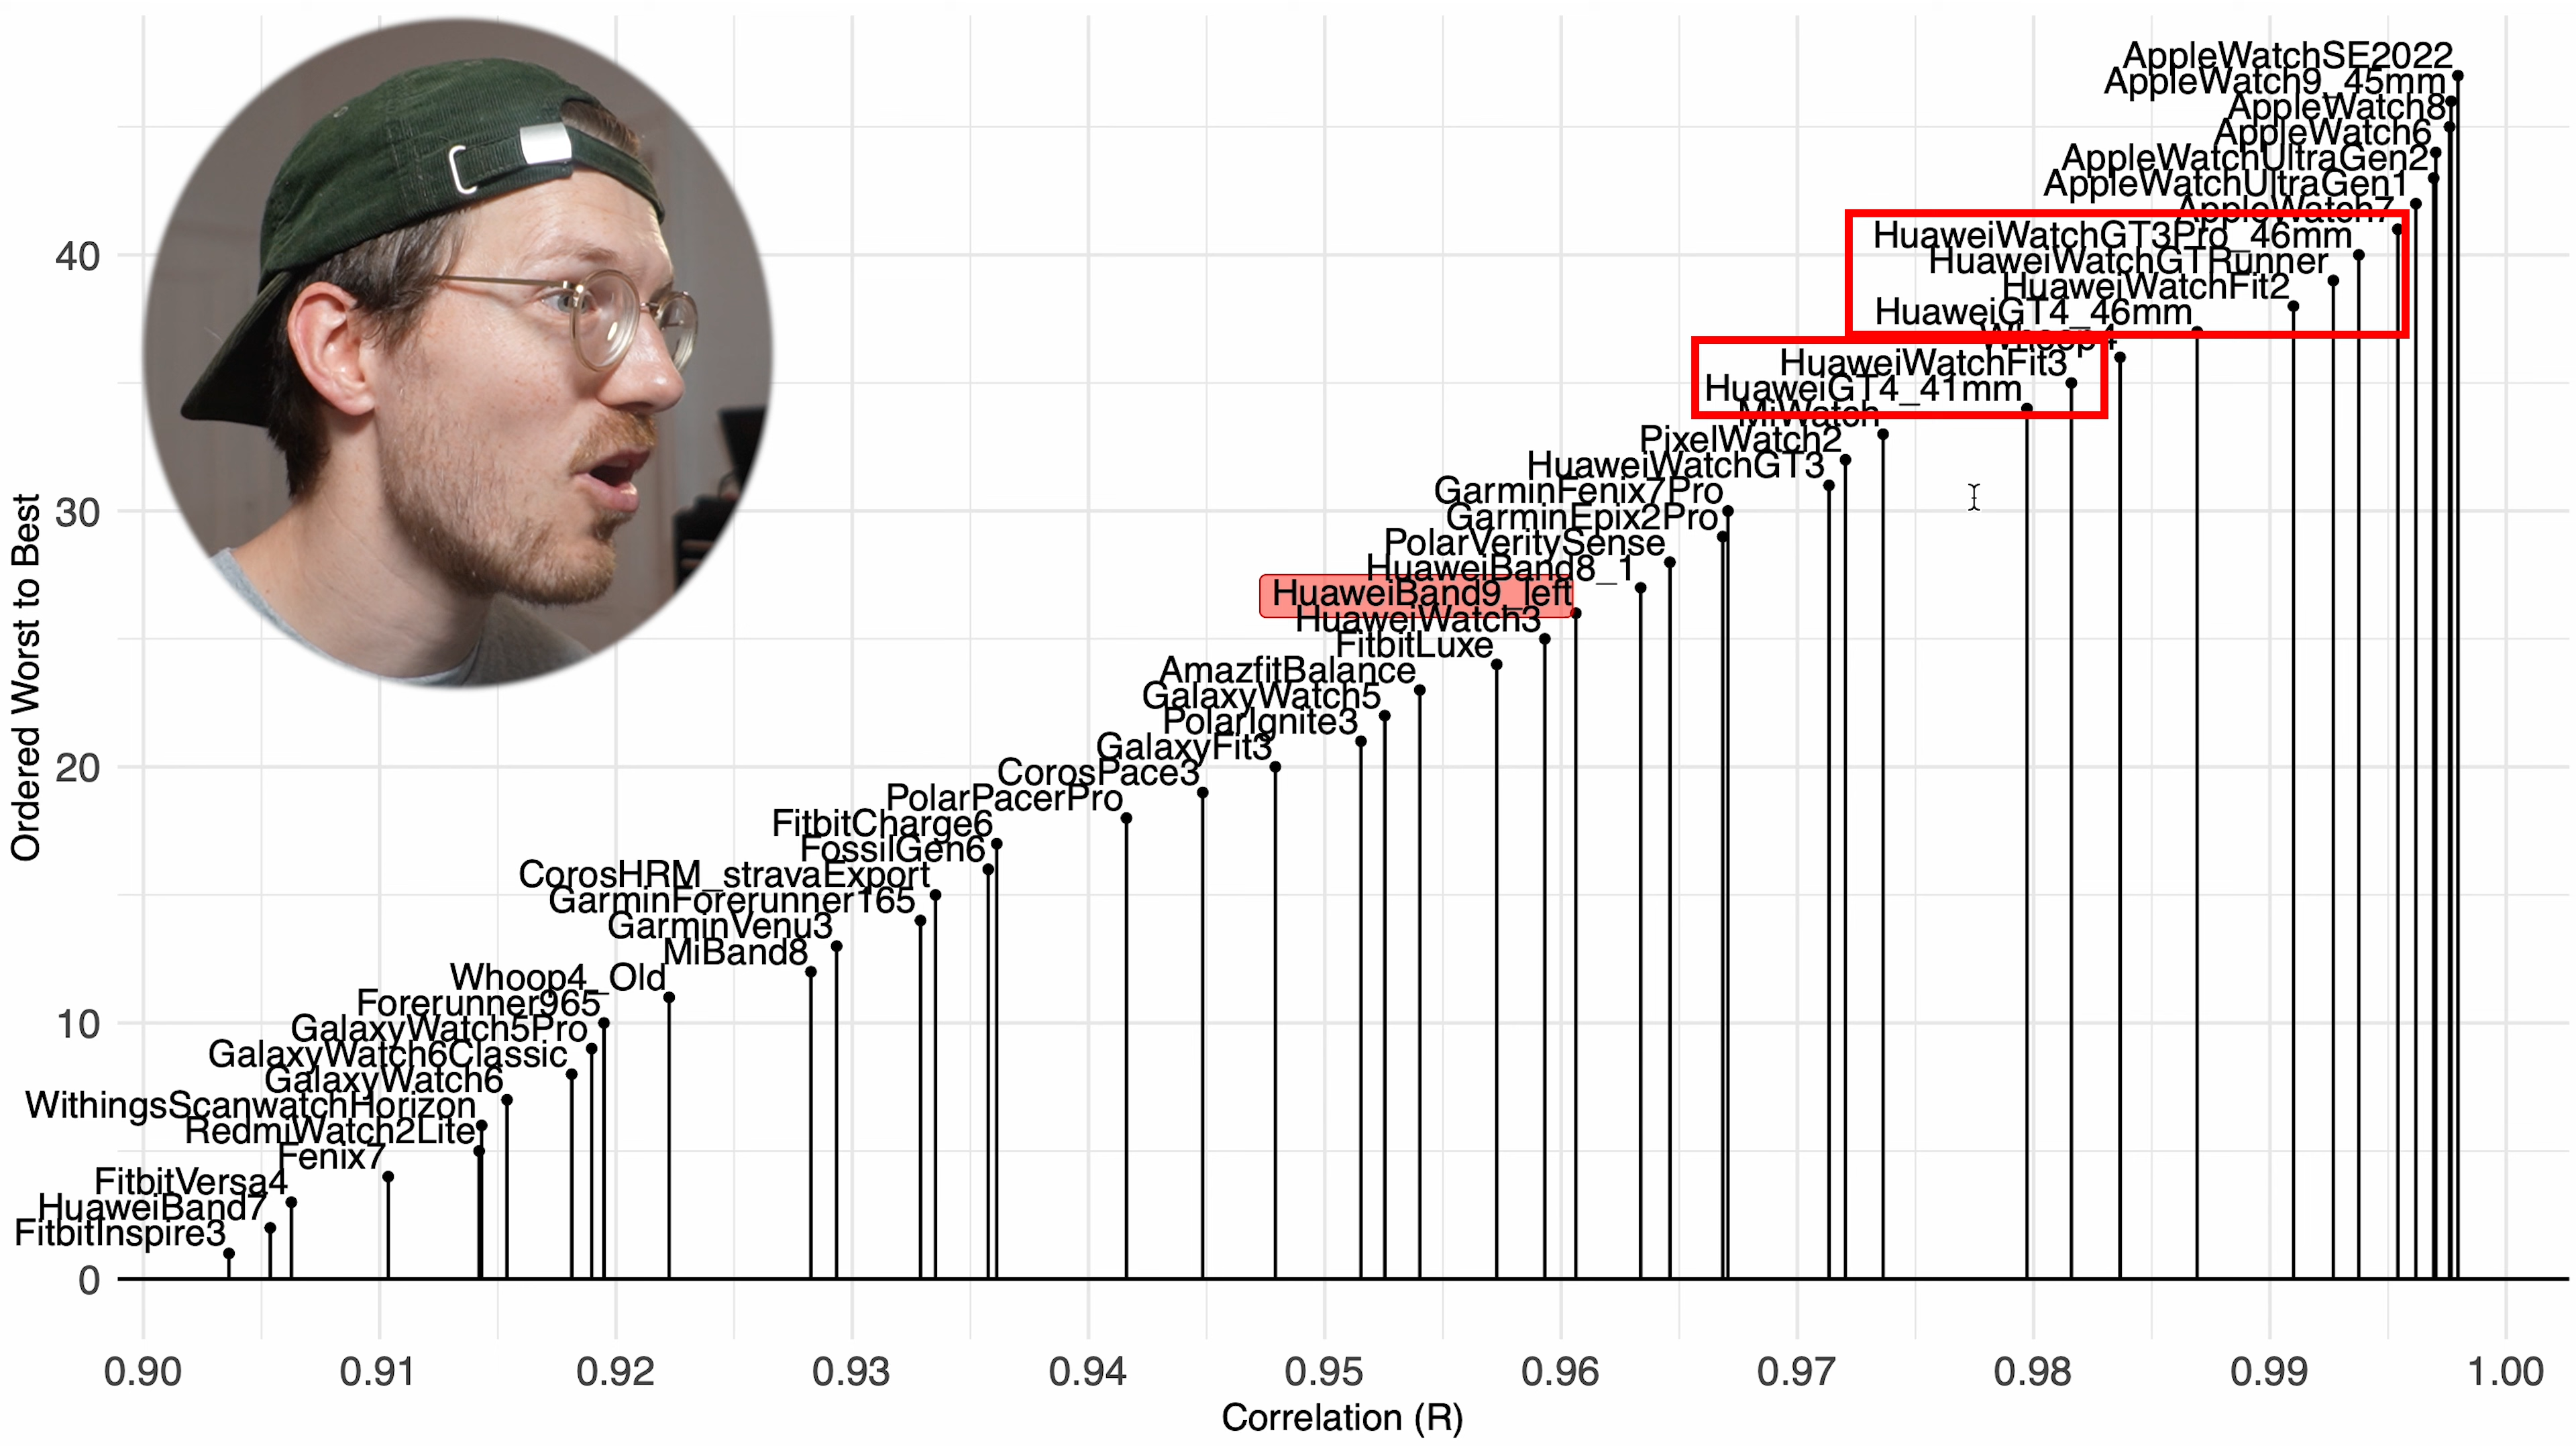 AppleWatchSE2022
AppleWatch9_45mm
AppleWatch8
AppleWatch6
AppleWatchUltraGen2
AppleWatchUltraGen1
AppleWatch7
HuaweiWatchGT3Pro_46mm
HuaweiWatchGTRunner
HuaweiWatchFit2
HuaweiGT4_46mm
Whoop4
HuaweiWatchFit3
HuaweiGT4_41mm
MiWatch
PixelWatch2
HuaweiWatchGT3
GarminFenix7Pro
GarminEpix2Pro
PolarVeritySense
HuaweiBand8_1
HuaweiBand9_left
HuaweiWatch3
FitbitLuxe
AmazfitBalance
GalaxyWatch5
PolarIgnite3
GalaxyFit3
CorosPace3
PolarPacerPro
FitbitCharge6
FossilGen6
CorosHRM_stravaExport
GarminForerunner165
GarminVenu3
MiBand8
Whoop4_Old
Forerunner965
GalaxyWatch5Pro
GalaxyWatch6Classic
GalaxyWatch6
WithingsScanwatchHorizon
RedmiWatch2Lite
Fenix7
FitbitVersa4
HuaweiBand7
FitbitInspire3
Ordered Worst to Best
40
30
20
10
0
0.90 0.91 0.92 0.93 0.94 0.95 0.96 0.97 0.98 0.99 1.00
Correlation (R)